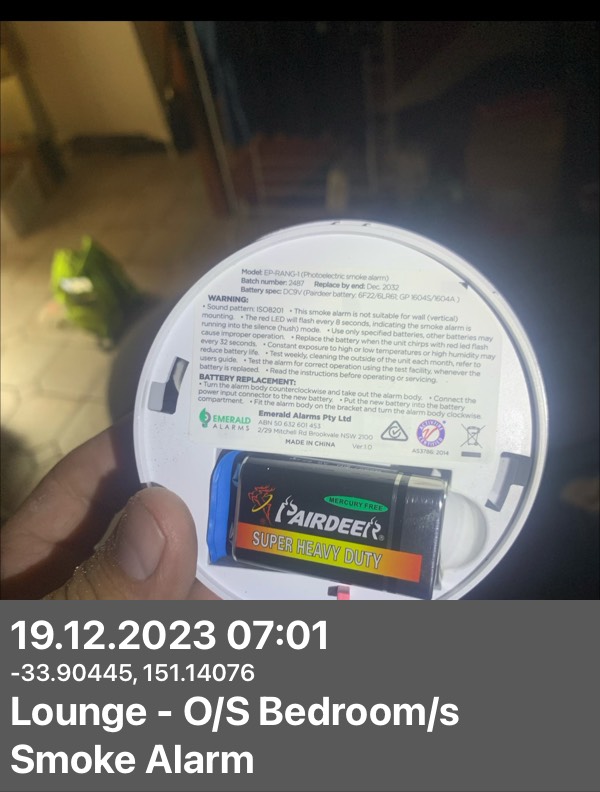 Model: EP-RANG-1 (Photoelectric smoke alarm)
Batch number: 2487 Replace by end: Dec, 2032
Battery spec: DC9V (Pairdeer battery: 6F22/6LR61; GP 1604S/1604A )
WARNING:
• Sound pattern: ISO8201 • This smoke alarm is not suitable for wall (vertical)
mounting. • The red LED will flash every 8 seconds, indicating the smoke alarm is
running into the silence (hush) mode. • Use only specified batteries, other batteries may
cause improper operation. • Replace the battery when the unit chirps with red led flash
every 32 seconds. • Constant exposure to high or low temperatures or high humidity may
reduce battery life. • Test weekly, cleaning the outside of the unit each month, refer to
users guide. • Test the alarm for correct operation using the test facility, whenever the
battery is replaced. • Read the instructions before operating or servicing.
BATTERY REPLACEMENT:
• Turn the alarm body counterclockwise and take out the alarm body. • Connect the
power input connector to the new battery. • Put the new battery into the battery
compartment. • Fit the alarm body on the bracket and turn the alarm body clockwise.
EMERALD
ALARMS
Emerald Alarms Pty Ltd
ABN 50 632 601 453
2/29 Mitchell Rd Brookvale NSW 2100
MADE IN CHINA Ver:1.0
AS3786: 2014
MERCURY FREE
PAIRDEER®
SUPER HEAVY DUTY
19.12.2023 07:01
-33.90445, 151.14076
Lounge - O/S Bedroom/s
Smoke Alarm